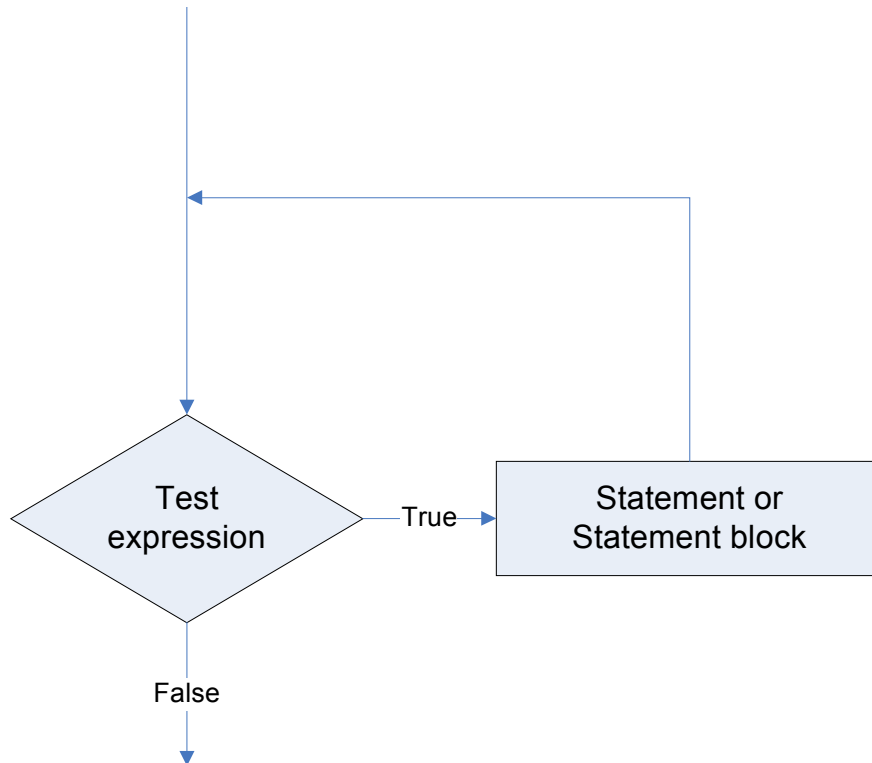 Test
expression
True
Statement or
Statement block
False